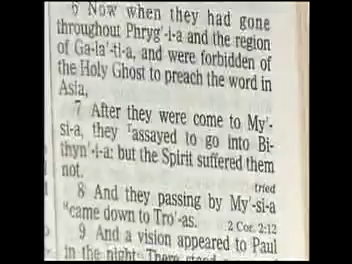 6 Now when they had gone
throughout Phryg'-i-a and the region
of Ga-la'-ti-a, and were forbidden of
the Holy Ghost to preach the word in
Asia,
7 After they were come to My'-
si-a, they ⌈assayed to go into Bi-
thyn'-i-a: but the Spirit suffered them
not. tried
8 And they passing by My'-si-a
"came down to Tro'-as. 2 Cor. 2:12
9 And a vision appeared to Paul
in the night: There stood